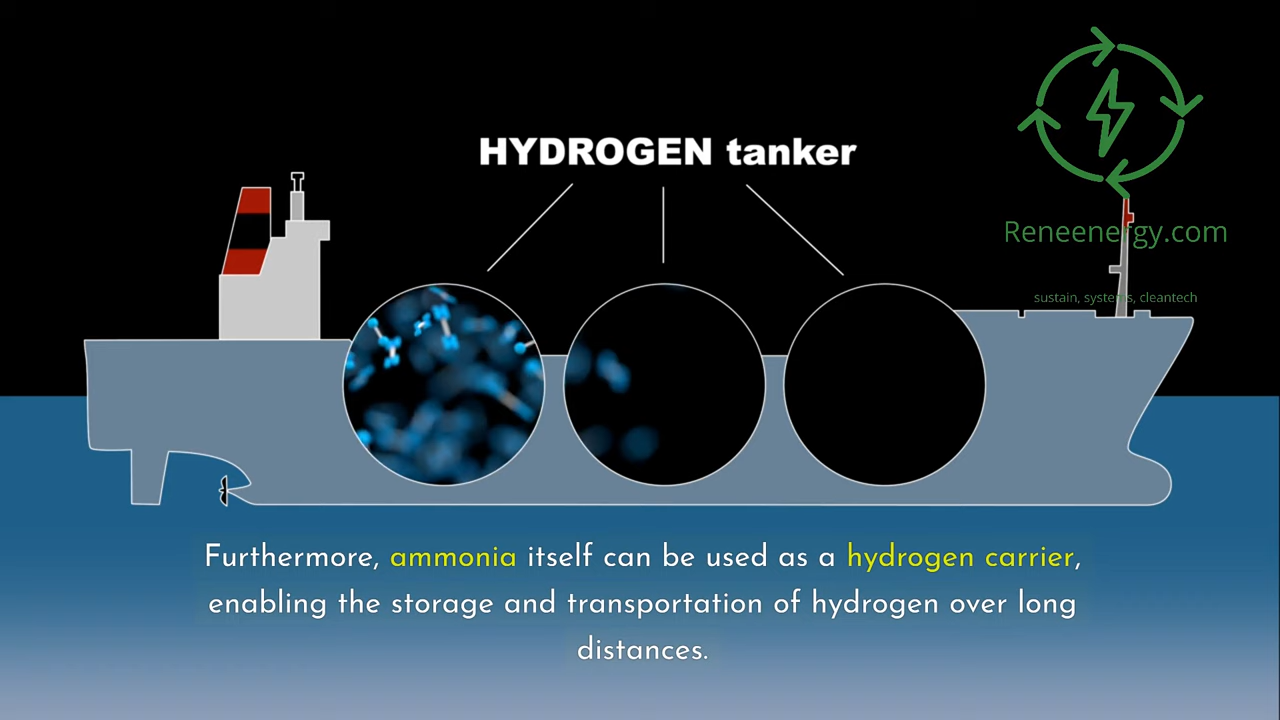 HYDROGEN tanker
Reneenergy.com
sustain, systems, cleantech
Furthermore, ammonia itself can be used as a hydrogen carrier,
enabling the storage and transportation of hydrogen over long
distances.